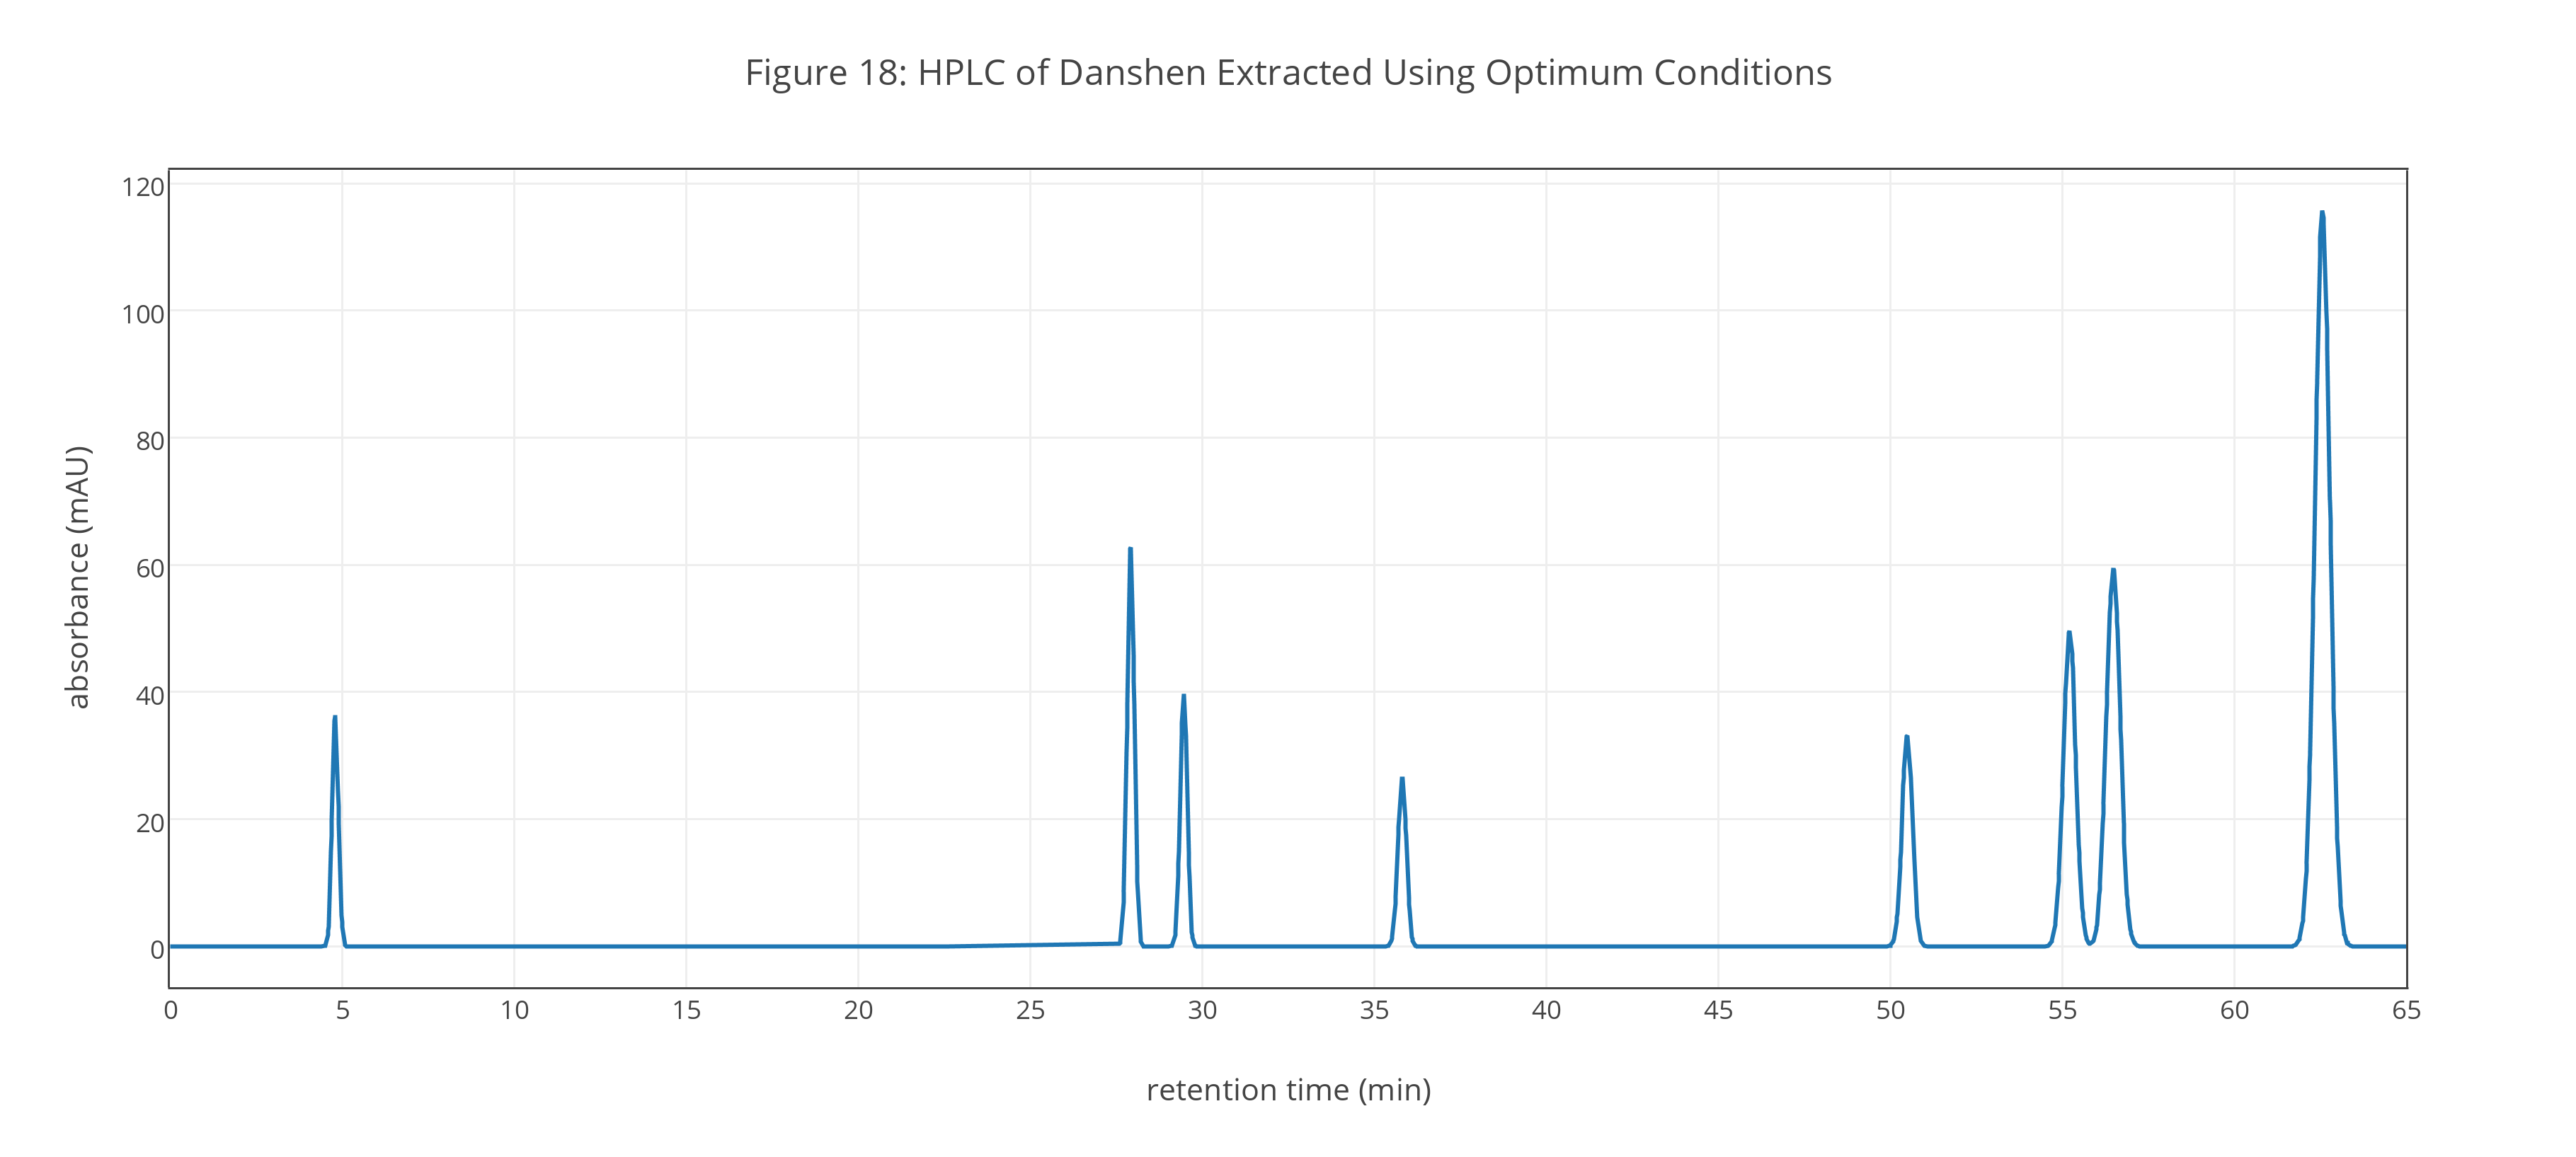 Figure 18: HPLC of Danshen Extracted Using Optimum Conditions
120
100
80
60
40
20
0
absorbance (mAU)
0 5 10 15 20 25 30 35 40 45 50 55 60 65
retention time (min)